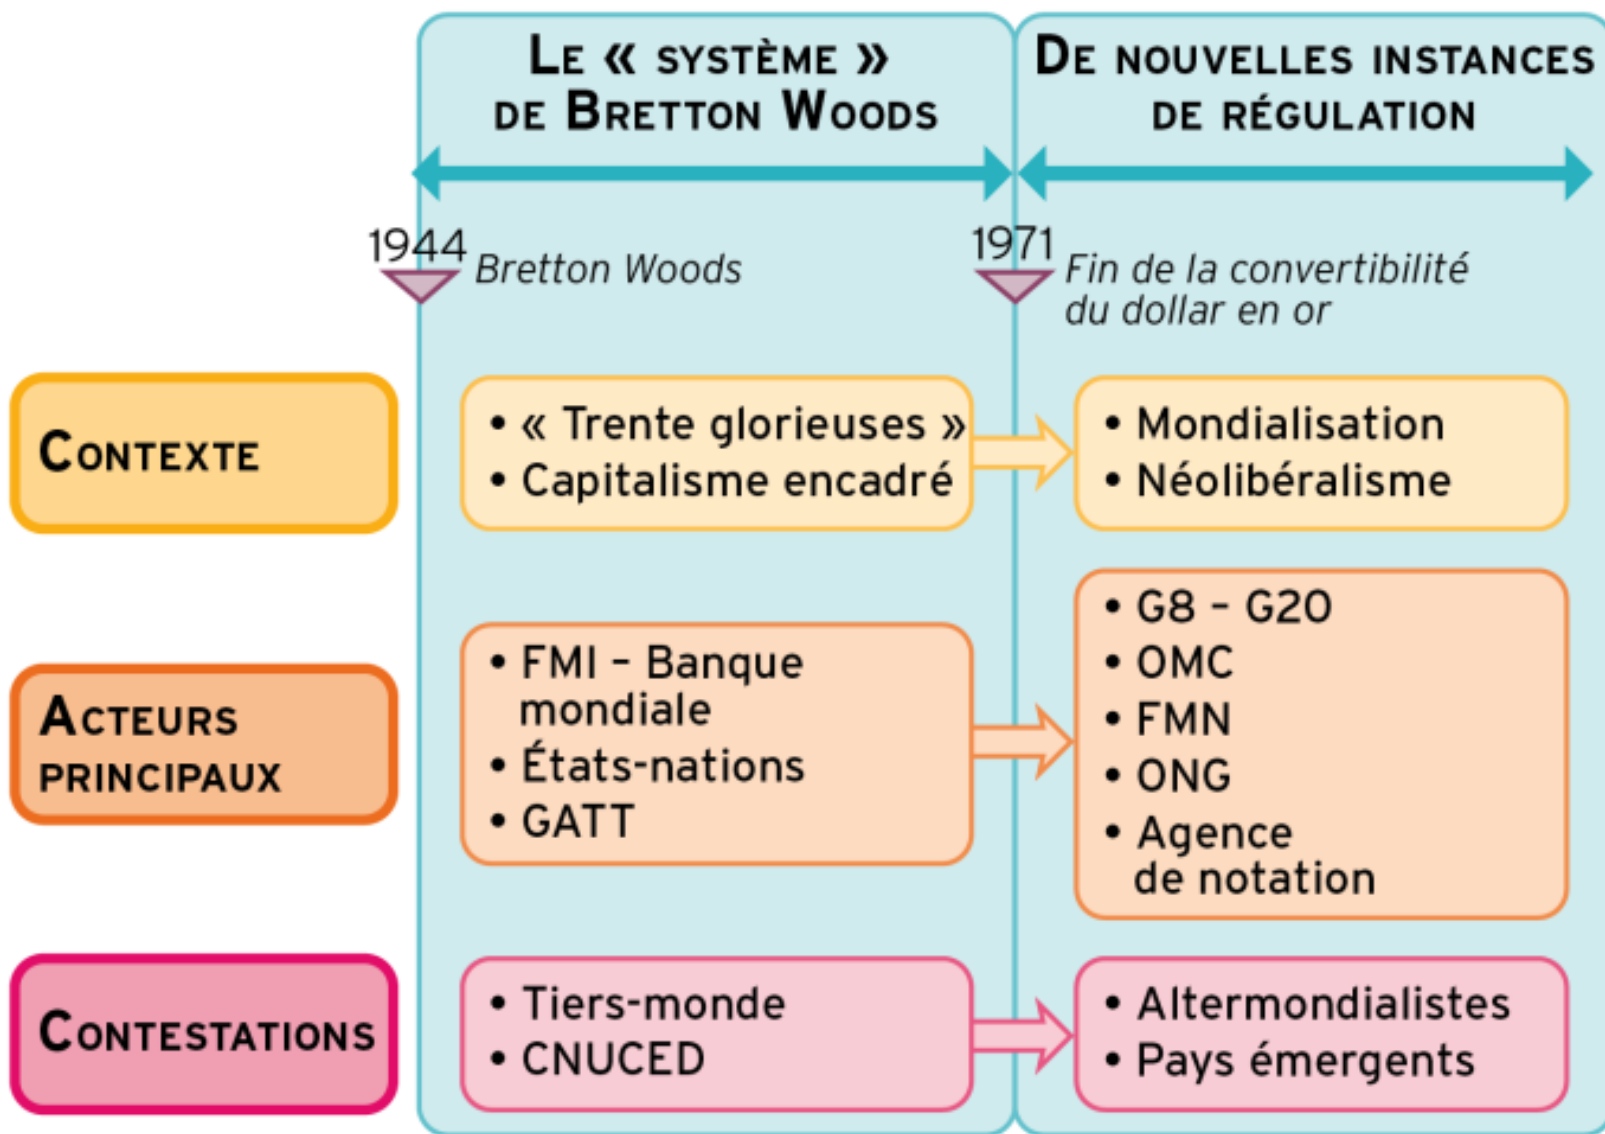 LE « SYSTÈME »
DE BRETTON WOODS
DE NOUVELLES INSTANCES
DE RÉGULATION
1944
Bretton Woods
1971
Fin de la convertibilité
du dollar en or
CONTEXTE
• « Trente glorieuses »
• Capitalisme encadré
• Mondialisation
• Néolibéralisme
ACTEURS
PRINCIPAUX
• FMI – Banque
mondiale
• États-nations
• GATT
• G8 – G20
• OMC
• FMN
• ONG
• Agence
de notation
CONTESTATIONS
• Tiers-monde
• CNUCED
• Altermondialistes
• Pays émergents